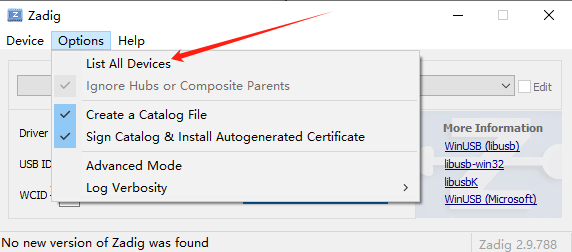 Zadig
Device Options Help
List All Devices
Ignore Hubs or Composite Parents
Edit
Create a Catalog File
Sign Catalog & Install Autogenerated Certificate
Advanced Mode
Log Verbosity
Driver
USB ID
WCID
More Information
WinUSB (libusb)
libusb-win32
libusbK
WinUSB (Microsoft)
No new version of Zadig was found
Zadig 2.9.788